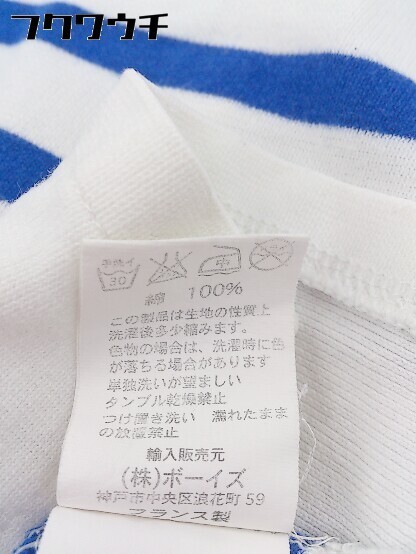 フクワウチ
手洗イ
30
中
綿 100%
この製品は生地の性質上
洗濯後多少縮みます。
色物の場合は、洗濯時に色
が落ちる場合があります
単独洗いが望ましい
タンブル乾燥禁止
つけ置き洗い 濡れたまま
の放置禁止
輸入販売元
(株)ボーイズ
神戸市中央区浪花町59
フランス製